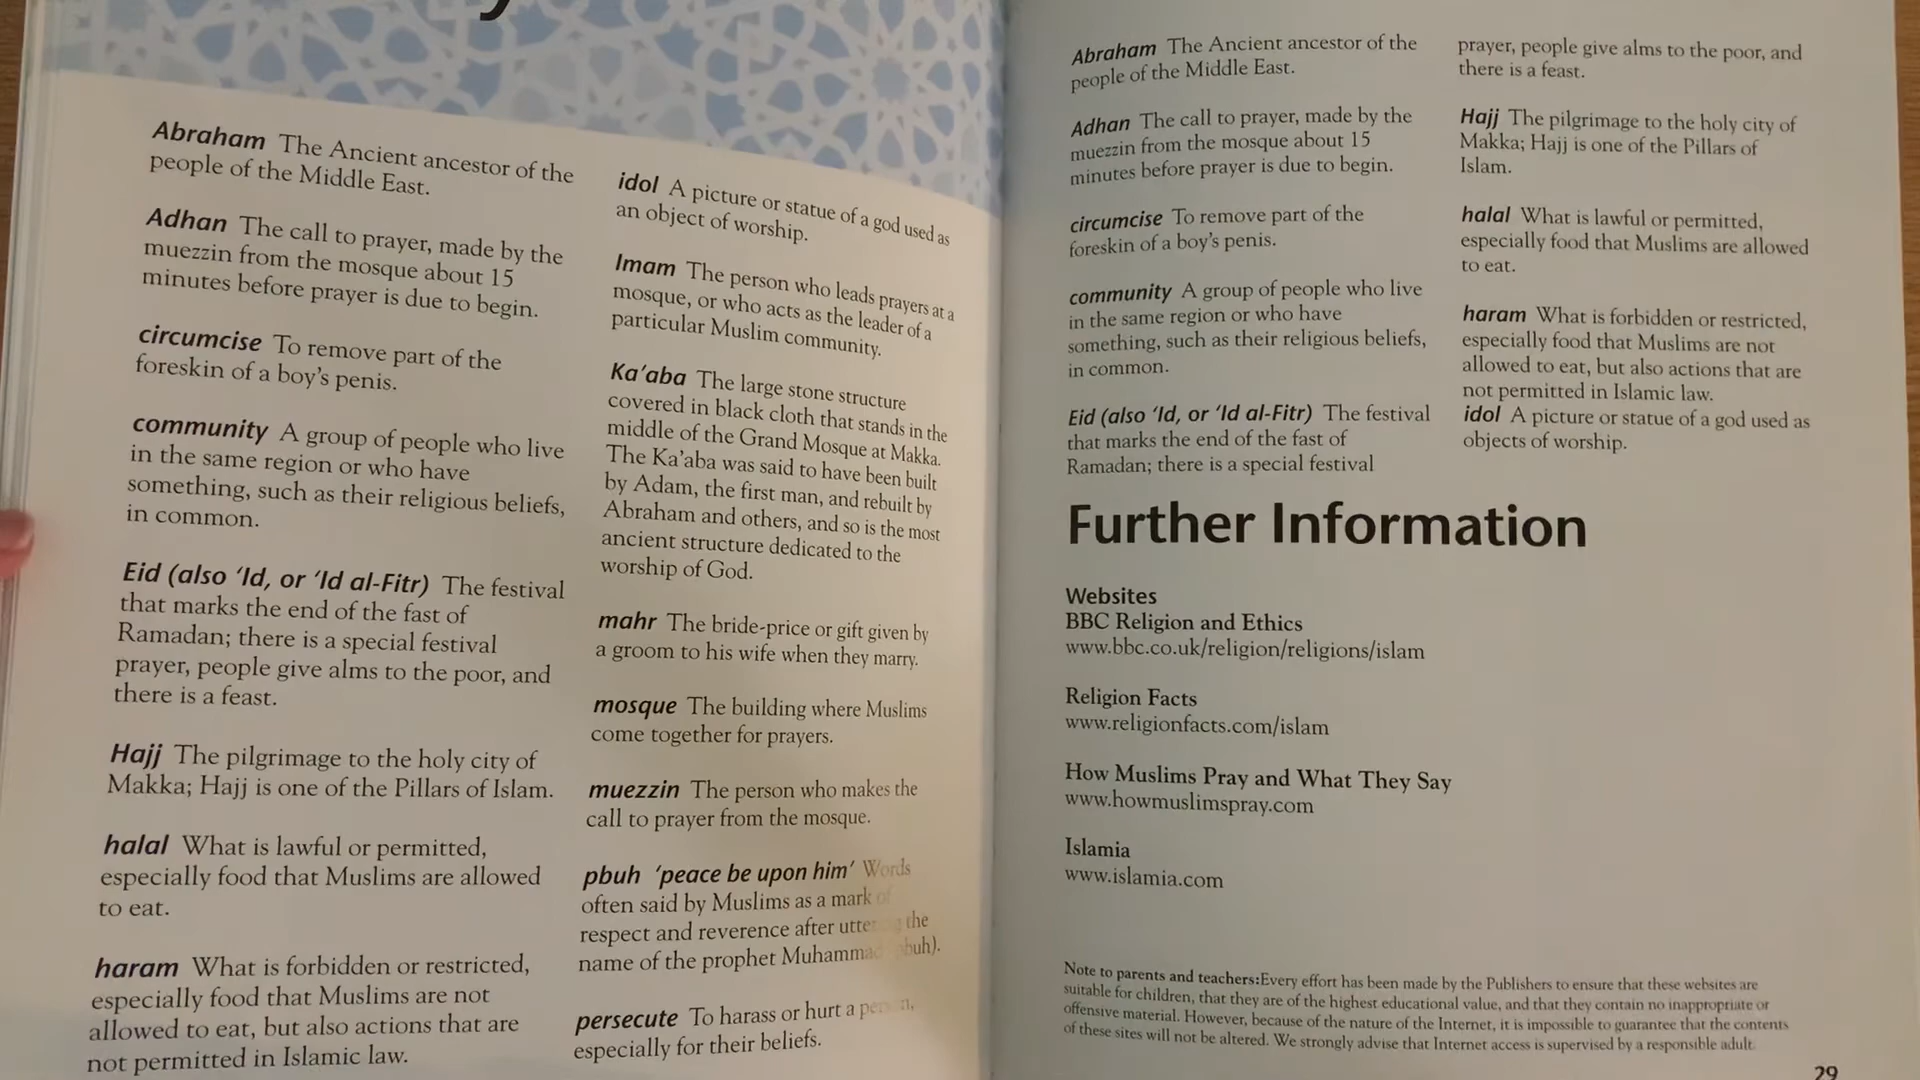 Abraham The Ancient ancestor of the
people of the Middle East.
Adhan The call to prayer, made by the
muezzin from the mosque about 15
minutes before prayer is due to begin.
circumcise To remove part of the
foreskin of a boy's penis.
community A group of people who live
in the same region or who have
something, such as their religious beliefs,
in common.
Eid (also ‘Id, or ‘Id al-Fitr) The festival
that marks the end of the fast of
Ramadan; there is a special festival
prayer, people give alms to the poor, and
there is a feast.
Hajj The pilgrimage to the holy city of
Makka; Hajj is one of the Pillars of Islam.
halal What is lawful or permitted,
especially food that Muslims are allowed
to eat.
haram What is forbidden or restricted,
especially food that Muslims are not
allowed to eat, but also actions that are
not permitted in Islamic law.
idol A picture or statue of a god used as
an object of worship.
Imam The person who leads prayers at a
mosque, or who acts as the leader of a
particular Muslim community.
Ka'aba The large stone structure
covered in black cloth that stands in the
middle of the Grand Mosque at Makka.
The Ka'aba was said to have been built
by Adam, the first man, and rebuilt by
Abraham and others, and so is the most
ancient structure dedicated to the
worship of God.
mahr The bride-price or gift given by
a groom to his wife when they marry.
mosque The building where Muslims
come together for prayers.
muezzin The person who makes the
call to prayer from the mosque.
pbuh ‘peace be upon him’ Words
often said by Muslims as a mark of
respect and reverence after the
name of the prophet
persecute To harass or hurt a
especially for their beliefs.
Abraham The Ancient ancestor of the
people of the Middle East.
Adhan The call to prayer, made by the
muezzin from the mosque about 15
minutes before prayer is due to begin.
circumcise To remove part of the
foreskin of a boy's penis.
community A group of people who live
in the same region or who have
something, such as their religious beliefs,
in common.
Eid (also ‘Id, or ‘Id al-Fitr) The festival
that marks the end of the fast of
Ramadan; there is a special festival
prayer, people give alms to the poor, and
there is a feast.
Hajj The pilgrimage to the holy city of
Makka; Hajj is one of the Pillars of
Islam.
halal What is lawful or permitted,
especially food that Muslims are allowed
to eat.
haram What is forbidden or restricted,
especially food that Muslims are not
allowed to eat, but also actions that are
not permitted in Islamic law.
idol A picture or statue of a god used as
objects of worship.
Further Information
Websites
BBC Religion and Ethics
www.bbc.co.uk/religion/religions/islam
Religion Facts
www.religionfacts.com/islam
How Muslims Pray and What They Say
www.howmuslimspray.com
Islamia
www.islamia.com
Note to parents and teachers:Every effort has been made by the Publishers to ensure that these websites are
suitable for children, that they are of the highest educational value, and that they contain no inappropriate or
offensive material. However, because of the nature of the Internet, it is impossible to guarantee that the contents
of these sites will not be altered. We strongly advise that Internet access is supervised by a responsible adult.
29